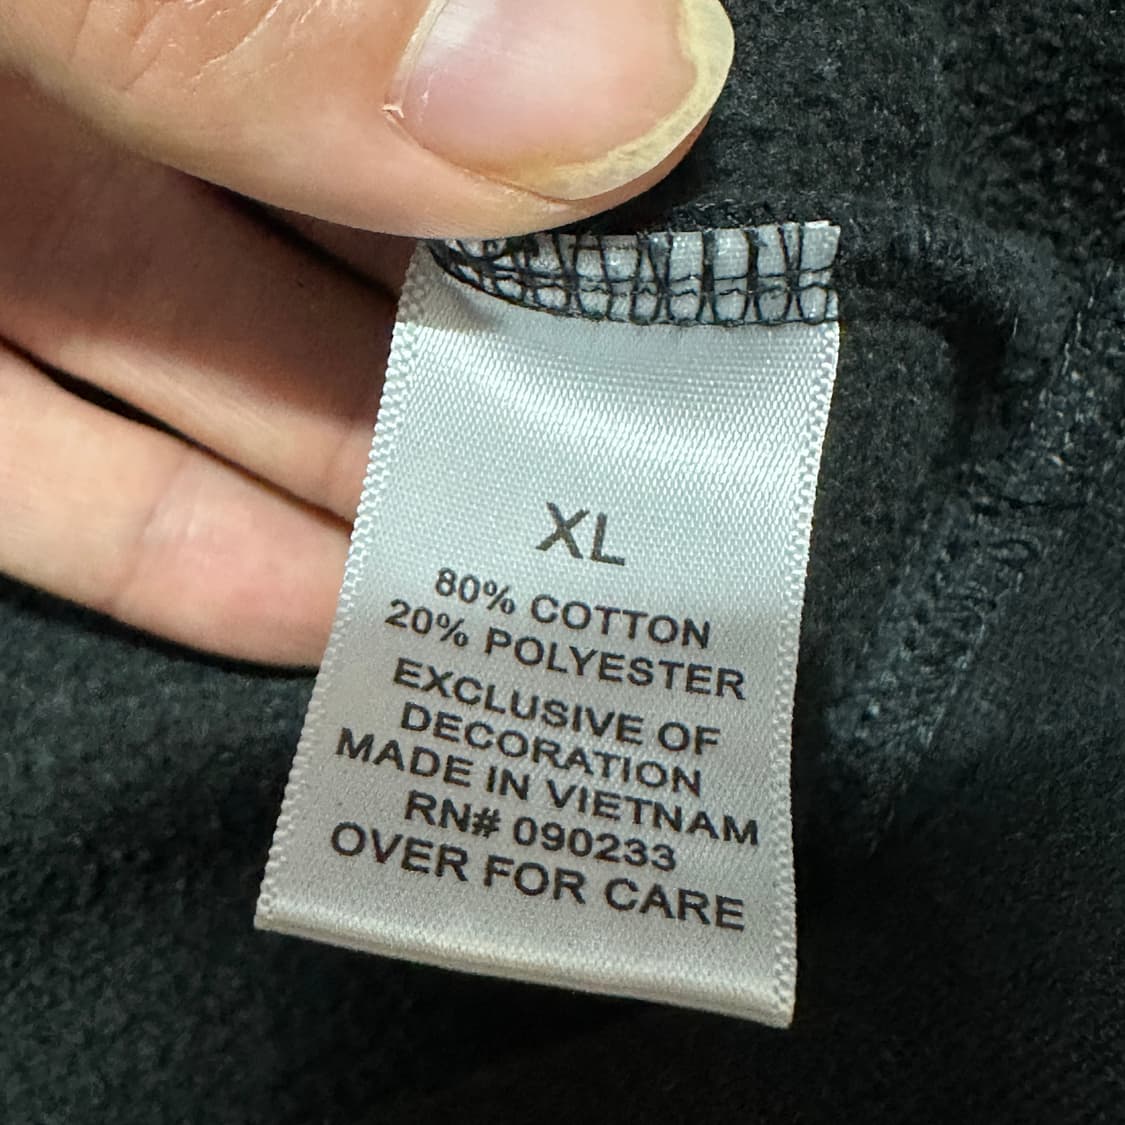 XL
80% COTTON
20% POLYESTER
EXCLUSIVE OF
DECORATION
MADE IN VIETNAM
RN# 090233
OVER FOR CARE